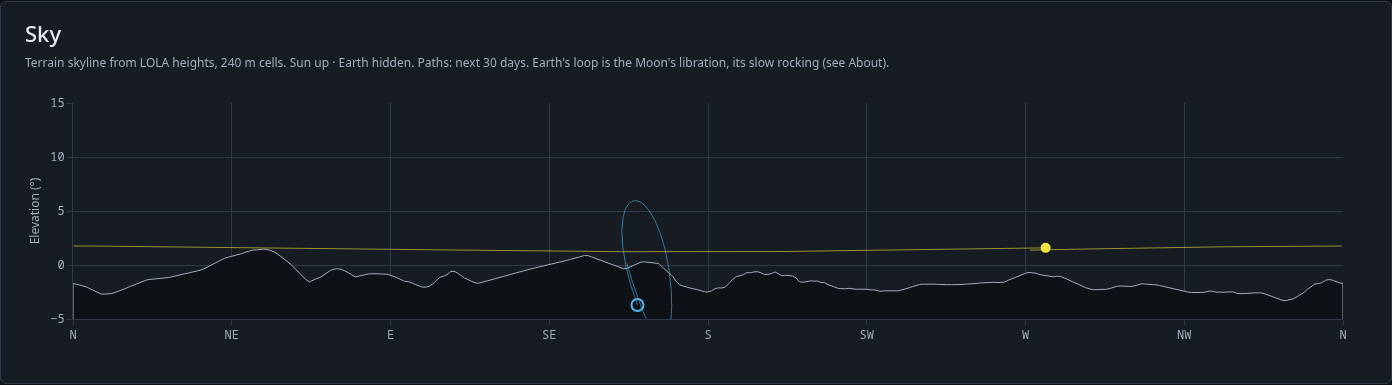 Sky
Terrain skyline from LOLA heights, 240 m cells. Sun up · Earth hidden. Paths: next 30 days. Earth's loop is the Moon's libration, its slow rocking (see About).
15
10
5
0
−5
Elevation (°)
N NE E SE S SW W NW N